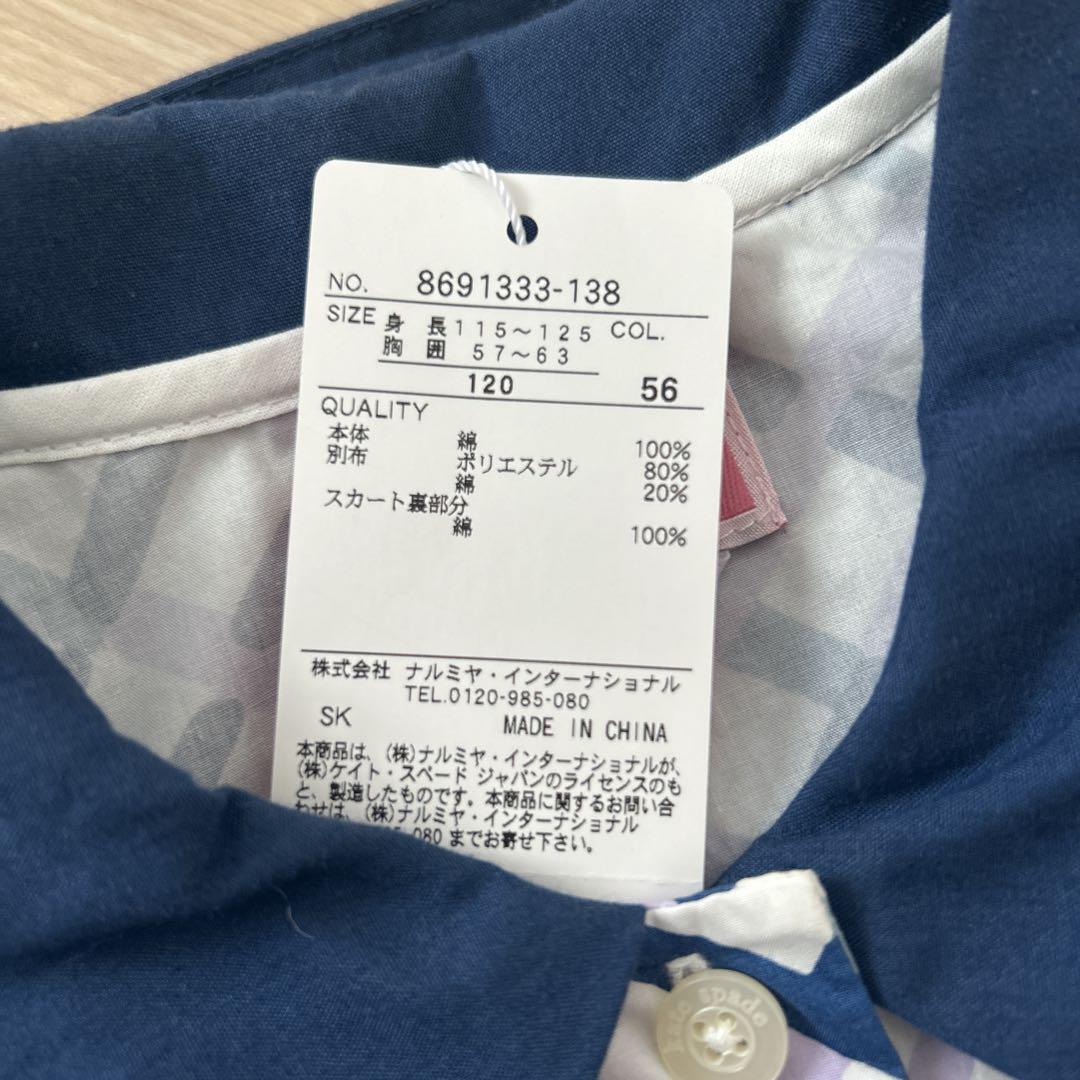 NO. 8691333-138
SIZE 身長 115～125 COL.
胸囲 57～63
120 56
QUALITY
本体 綿 100%
別布 ポリエステル 80%
綿 20%
スカート裏部分
綿 100%
株式会社 ナルミヤ・インターナショナル
TEL.0120-985-080
SK MADE IN CHINA
本商品は、(株)ナルミヤ・インターナショナルが、
(株)ケイト・スペード ジャパンのライセンスのも
と、製造したものです。本商品に関するお問い合
わせは、(株)ナルミヤ・インターナショナル
080 までお寄せ下さい。
kate spade